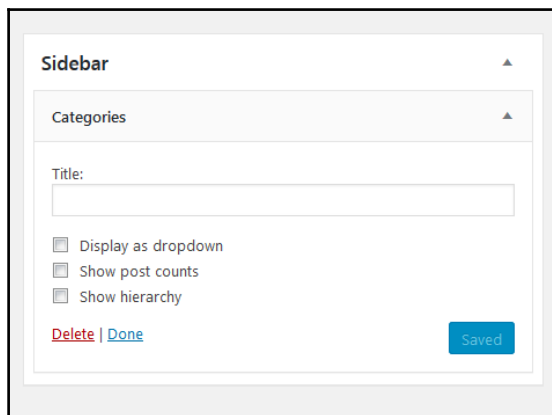 Sidebar
Categories
Title:
Display as dropdown
Show post counts
Show hierarchy
Delete | Done
Saved